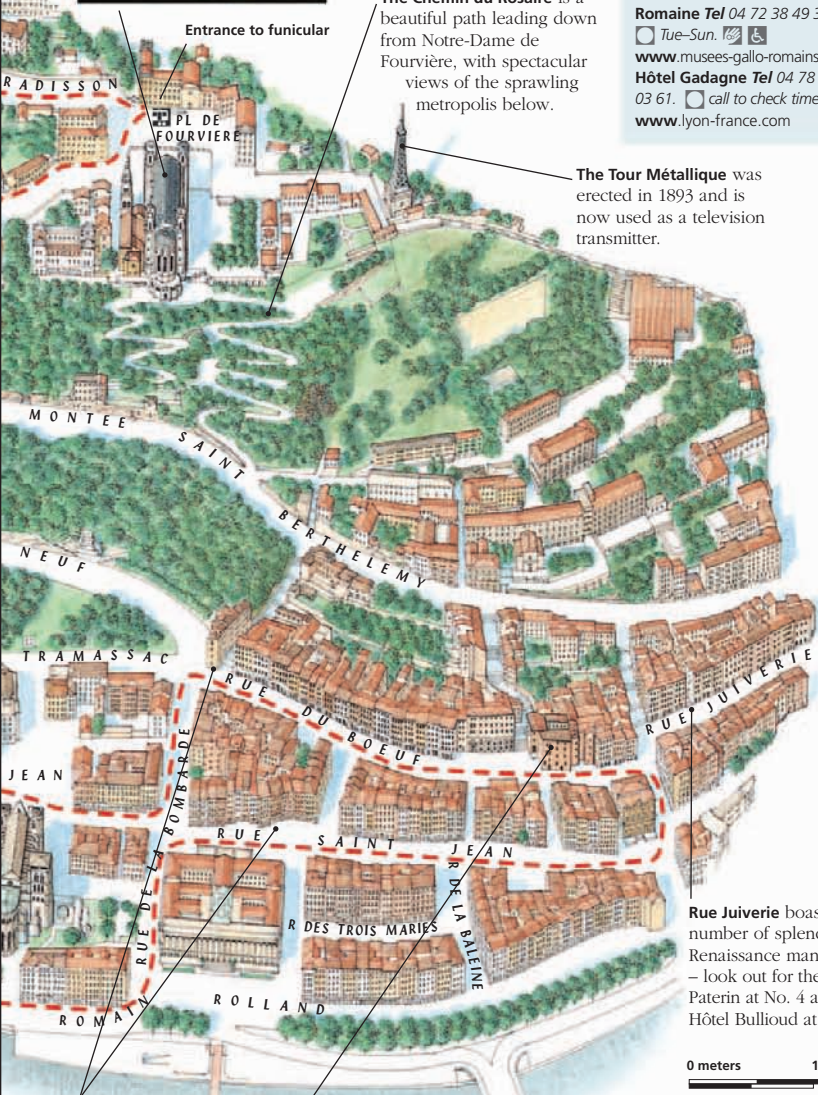 The Chemin du Rosaire is a
beautiful path leading down
from Notre-Dame de
Fourvière, with spectacular
views of the sprawling
metropolis below.
Entrance to funicular
Romaine Tel 04 72 38 49 3
Tue–Sun.
www.musees-gallo-romains
Hôtel Gadagne Tel 04 78
03 61. call to check time
www.lyon-france.com
RADISSON
PL DE
FOURVIERE
The Tour Métallique was
erected in 1893 and is
now used as a television
transmitter.
MONTEE SAINT BERTHELEMY
NEUF
TRAMASSAC
RUE DU BOEUF
RUE JUIVERIE
JEAN
RUE DE LA BOMBARDE
RUE SAINT JEAN
R DES TROIS MARIES
R DE LA BALEINE
ROMAIN ROLLAND
Rue Juiverie boas
number of splend
Renaissance man
– look out for the
Paterin at No. 4 a
Hôtel Bullioud at
0 meters 1